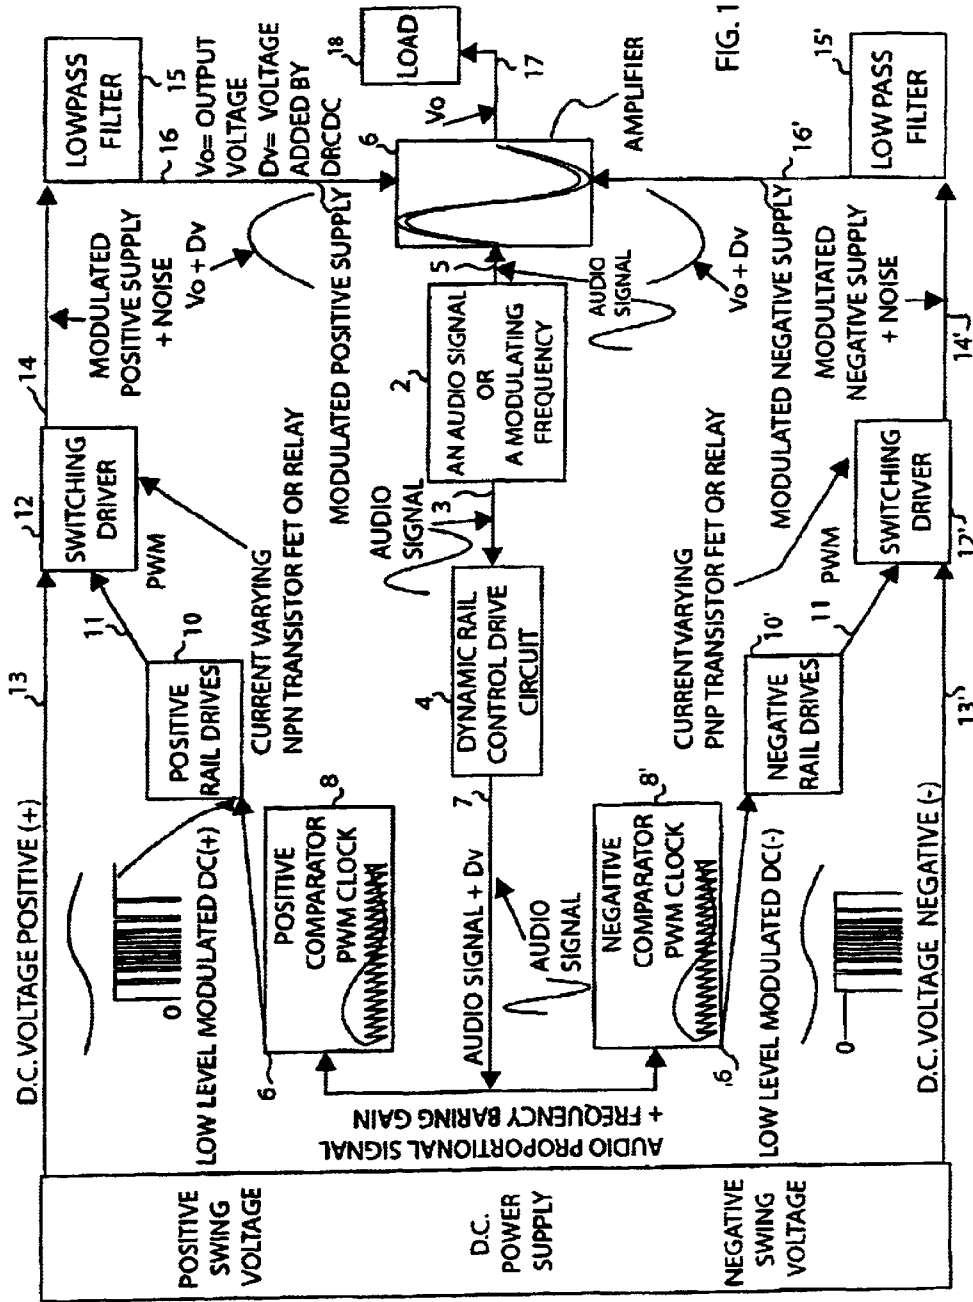 POSITIVE
SWING
VOLTAGE
D.C.
POWER
SUPPLY
NEGATIVE
SWING
VOLTAGE
D.C. VOLTAGE POSITIVE (+)
13
0
LOW LEVEL MODULATED DC(+)
6
POSITIVE
COMPARATOR
PWM CLOCK
8
POSITIVE
RAIL DRIVES
10
11
PWM
SWITCHING
DRIVER
12
14
CURRENT VARYING
NPN TRANSISTOR FET OR RELAY
MODULATED
POSITIVE SUPPLY
+ NOISE
LOWPASS
FILTER
15
16
Vo= OUTPUT
VOLTAGE
Dv= VOLTAGE
ADDED BY
DRCDC
Vo + Dv
MODULATED POSITIVE SUPPLY
AUDIO PROPORTIONAL SIGNAL
+ FREQUENCY BARING GAIN
AUDIO SIGNAL + Dv
7
AUDIO
SIGNAL
4
DYNAMIC RAIL
CONTROL DRIVE
CIRCUIT
AUDIO
SIGNAL
3
2
AN AUDIO SIGNAL
OR
A MODULATING
FREQUENCY
5
AUDIO
SIGNAL
6
AMPLIFIER
Vo
17
18
LOAD
NEGAITIVE
COMPARATOR
PWM CLOCK
8'
'6
LOW LEVEL MODULATED DC(-)
0
NEGATIVE
RAIL DRIVES
10'
11
PWM
CURRENTVARYING
PNP TRANSISTOR FET OR RELAY
SWITCHING
DRIVER
12'
D.C. VOLTAGE NEGATIVE (-)
13'
14'
MODULTATED
NEGATIVE SUPPLY
+ NOISE
MODULATED NEGATIVE SUPPLY
Vo + Dv
16'
LOW PASS
FILTER
15'
FIG. 1